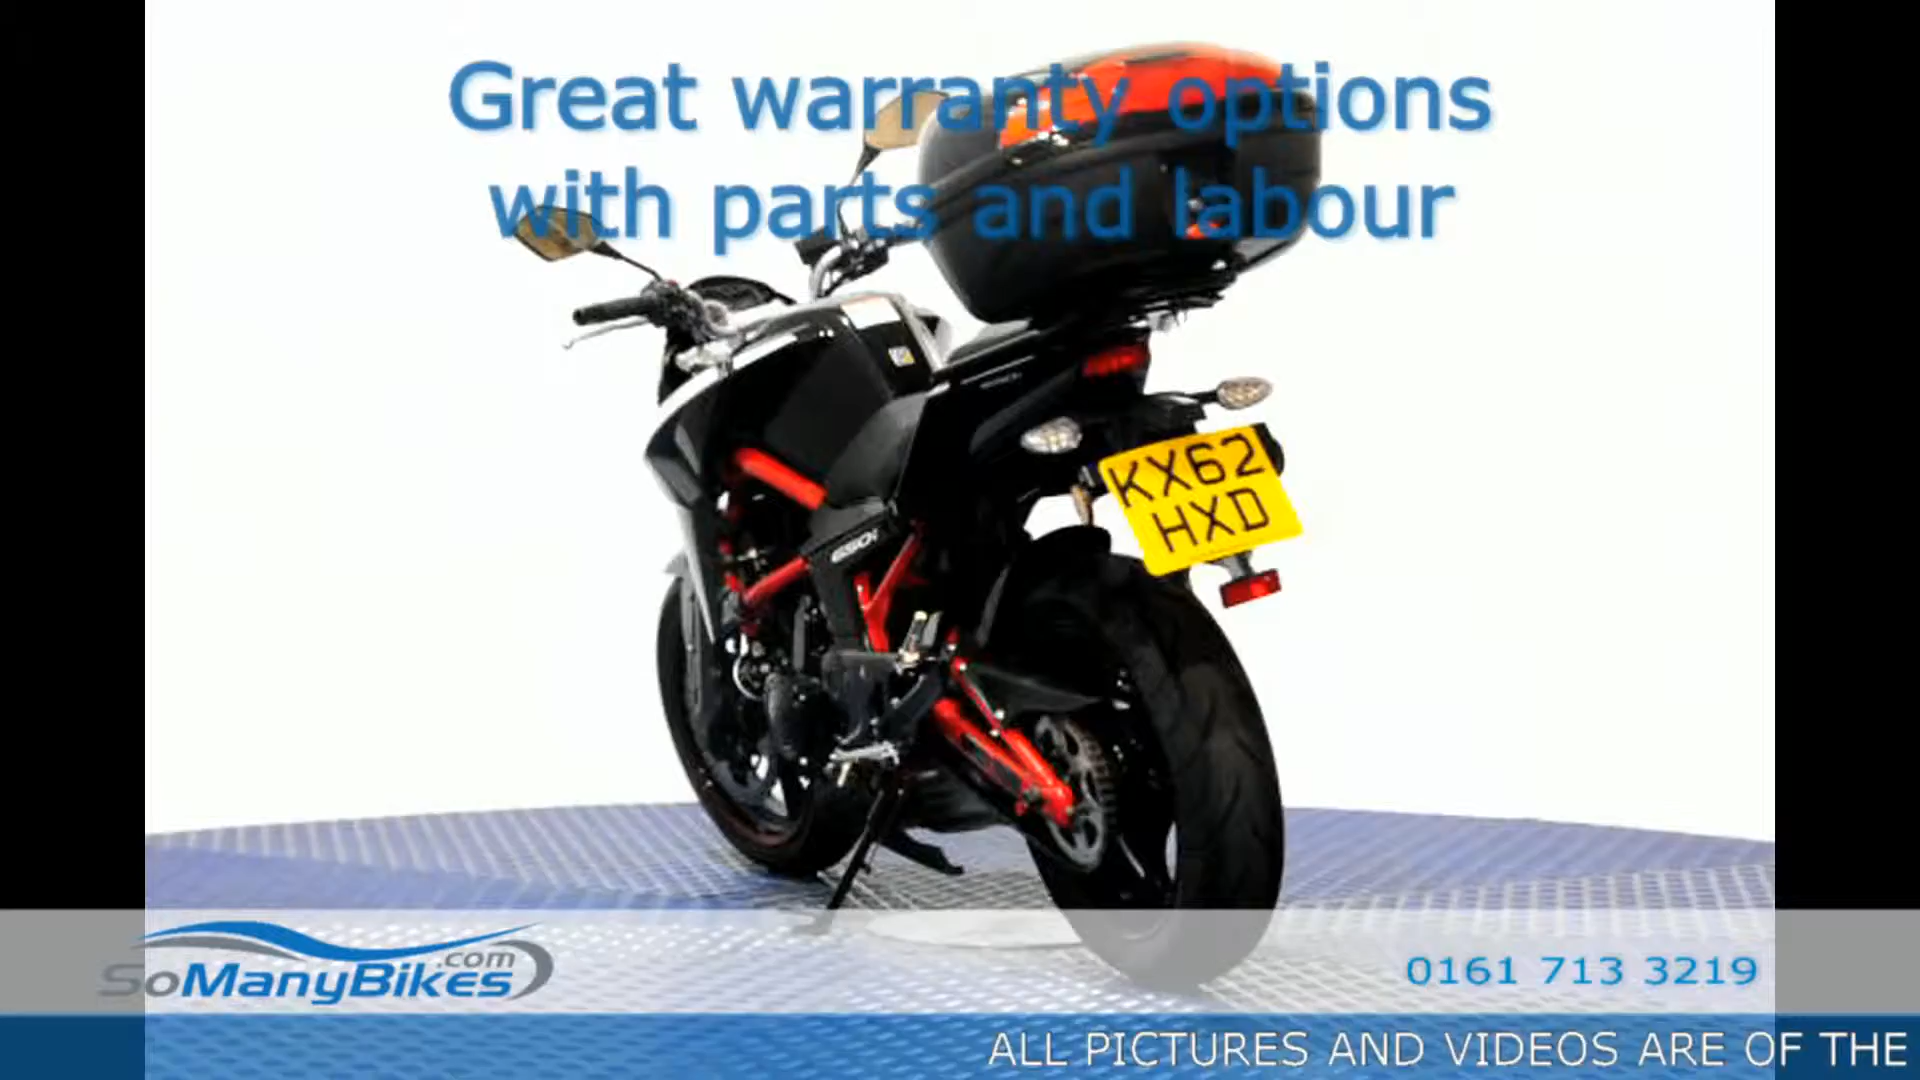 Great warranty options
with parts and labour
KX62
HXD
650i
SoManyBikes.com
0161 713 3219
ALL PICTURES AND VIDEOS ARE OF THE